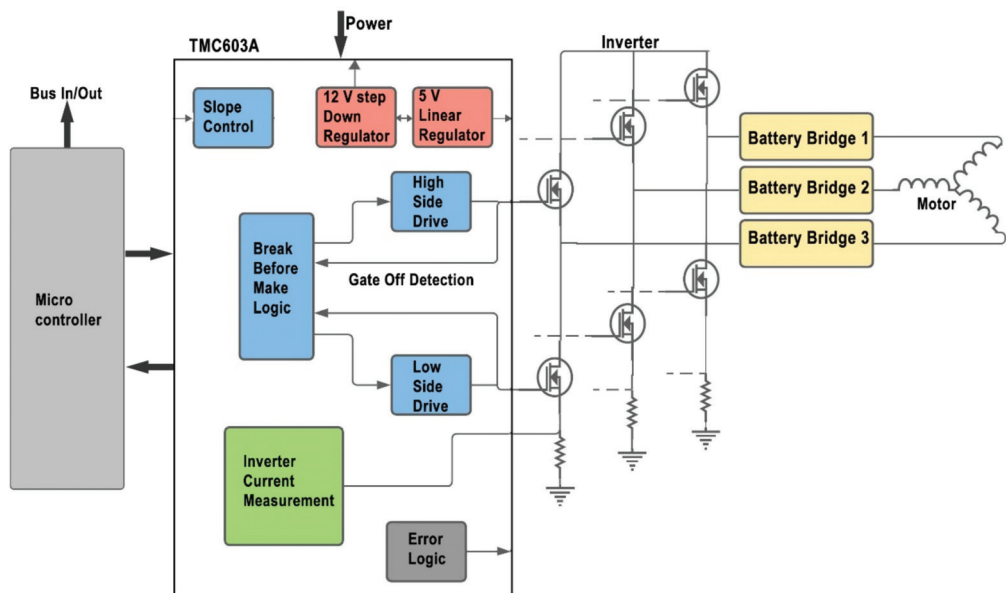 Power
TMC603A
Inverter
Bus In/Out
Slope
Control
12 V step
Down
Regulator
5 V
Linear
Regulator
Battery Bridge 1
Battery Bridge 2
Battery Bridge 3
Motor
High
Side
Drive
Break
Before
Make
Logic
Gate Off Detection
Micro
controller
Low
Side
Drive
Inverter
Current
Measurement
Error
Logic